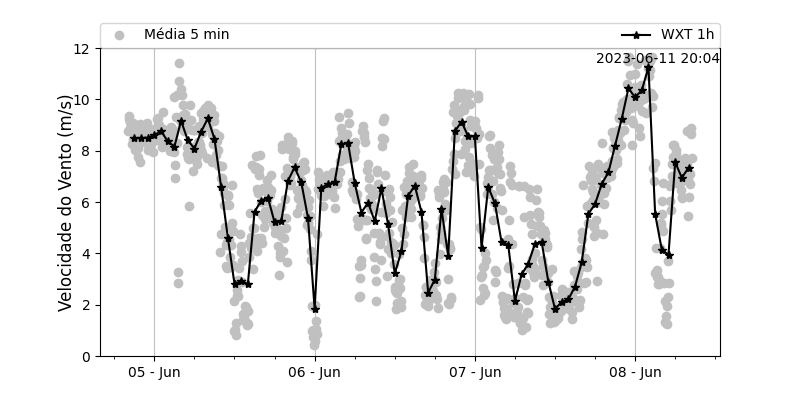 Média 5 min
WXT 1h
2023-06-11 20:04
Velocidade do Vento (m/s)
12
10
8
6
4
2
0
05 - Jun
06 - Jun
07 - Jun
08 - Jun